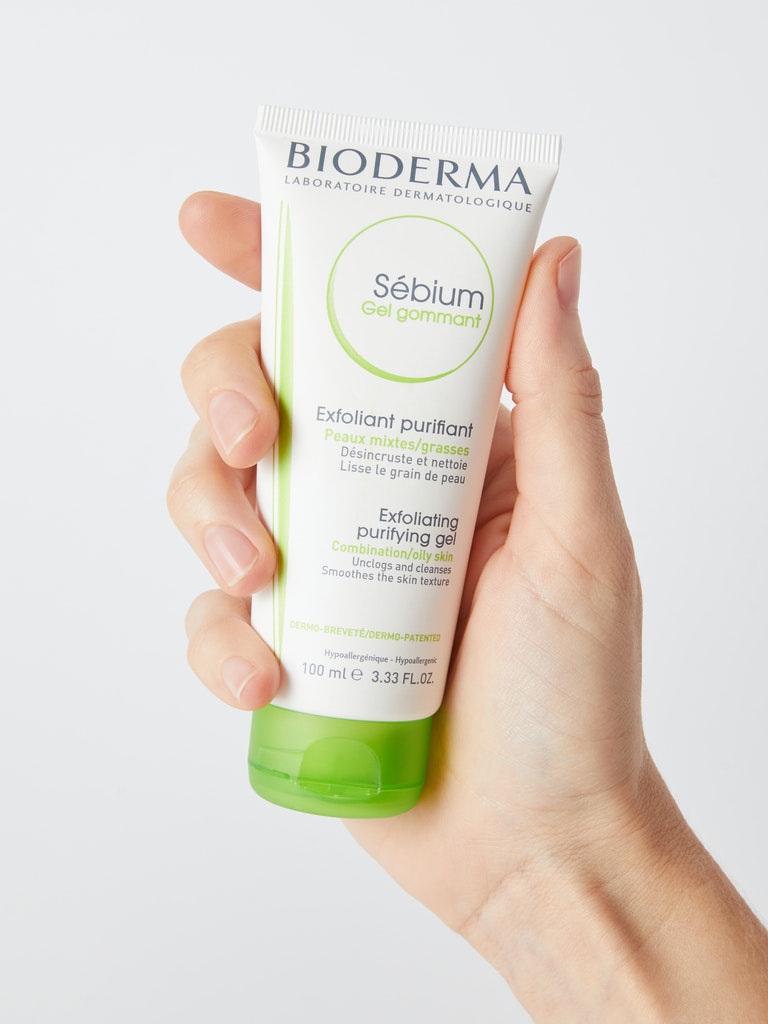 BIODERMA
LABORATOIRE DERMATOLOGIQUE
Sébium
Gel gommant
Exfoliant purifiant
Peaux mixtes/grasses
Désincruste et nettoie
Lisse le grain de peau
Exfoliating
purifying gel
Combination/oily skin
Unclogs and cleanses
Smoothes the skin texture
DERMO-BREVETÉ/DERMO-PATENTED
Hypoallergénique - Hypoallergenic
100 ml ℮ 3.33 FL.OZ.